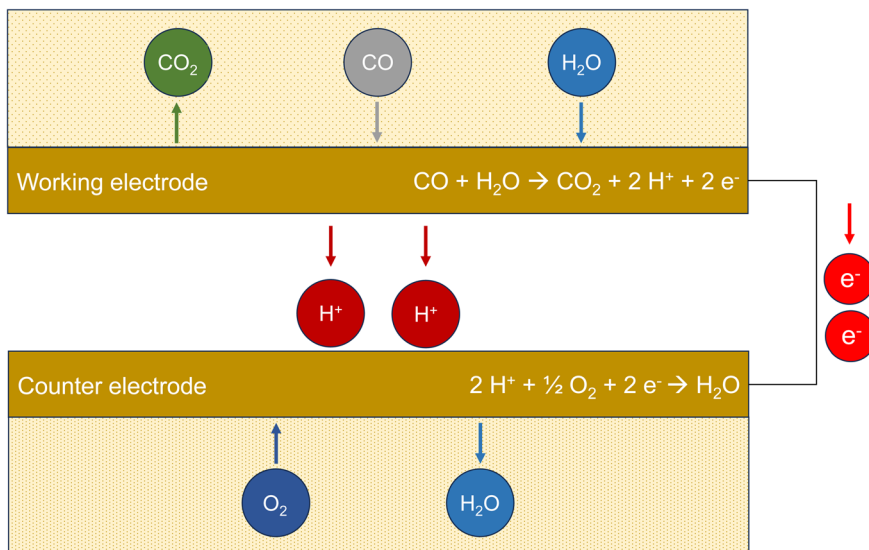 CO₂ CO H₂O
Working electrode CO + H₂O → CO₂ + 2 H⁺ + 2 e⁻
H⁺ H⁺
e⁻
e⁻
Counter electrode 2 H⁺ + ½ O₂ + 2 e⁻ → H₂O
O₂ H₂O